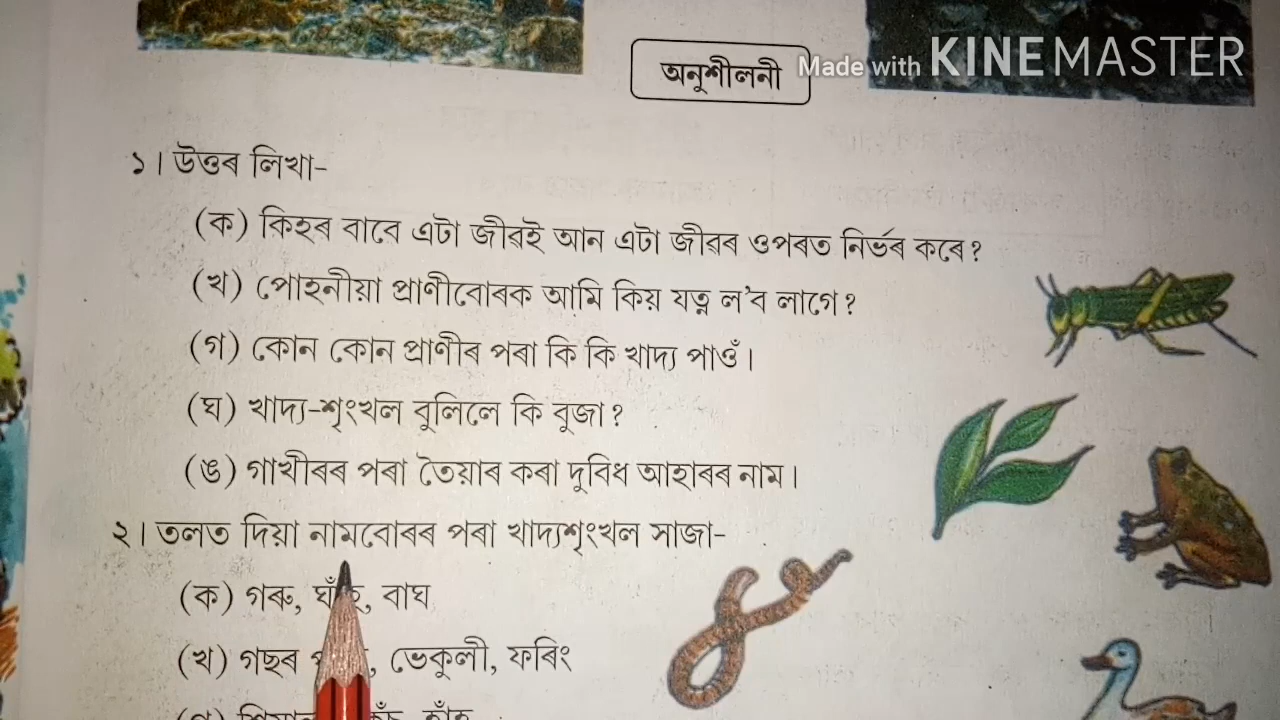 অনুশীলনী
Made with KINEMASTER
১। উত্তৰ লিখা-
(ক) কিহৰ বাবে এটা জীৱই আন এটা জীৱৰ ওপৰত নিৰ্ভৰ কৰে?
(খ) পোহনীয়া প্ৰাণীবোৰক আমি কিয় যত্ন ল'ব লাগে?
(গ) কোন কোন প্ৰাণীৰ পৰা কি কি খাদ্য পাওঁ।
(ঘ) খাদ্য-শৃংখল বুলিলে কি বুজা?
(ঙ) গাখীৰৰ পৰা তৈয়াৰ কৰা দুবিধ আহাৰৰ নাম।
২। তলত দিয়া নামবোৰৰ পৰা খাদ্যশৃংখল সাজা-
(ক) গৰু, ঘাঁহ, বাঘ
(খ) গছৰ , ভেকুলী, ফৰিং